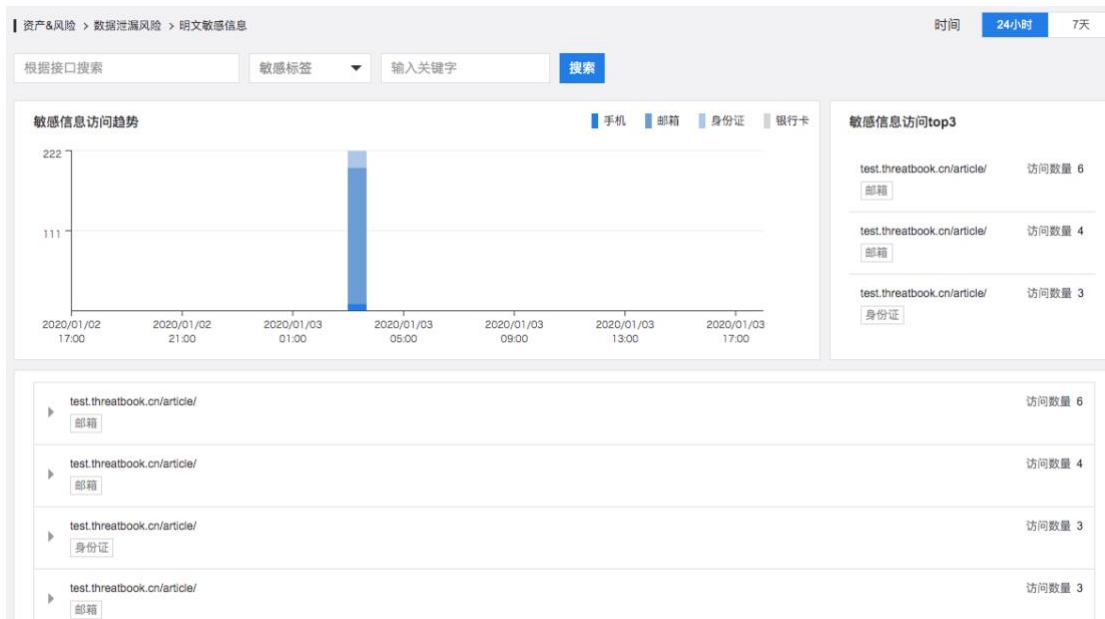 资产&风险 > 数据泄漏风险 > 明文敏感信息
时间 24小时 7天
根据接口搜索 敏感标签 输入关键字 搜索
敏感信息访问趋势
手机 邮箱 身份证 银行卡
222
111
2020/01/02 17:00
2020/01/02 21:00
2020/01/03 01:00
2020/01/03 05:00
2020/01/03 09:00
2020/01/03 13:00
2020/01/03 17:00
敏感信息访问top3
test.threatbook.cn/article/ 访问数量 6
邮箱
test.threatbook.cn/article/ 访问数量 4
邮箱
test.threatbook.cn/article/ 访问数量 3
身份证
test.threatbook.cn/article/ 访问数量 6
邮箱
test.threatbook.cn/article/ 访问数量 4
邮箱
test.threatbook.cn/article/ 访问数量 3
身份证
test.threatbook.cn/article/ 访问数量 3
邮箱